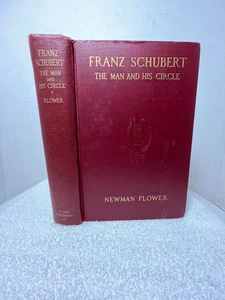 FRANZ
SCHUBERT
THE MAN
AND HIS
CIRCLE
FLOWER
FRANZ SCHUBERT
THE MAN AND HIS CIRCLE
NEWMAN FLOWER